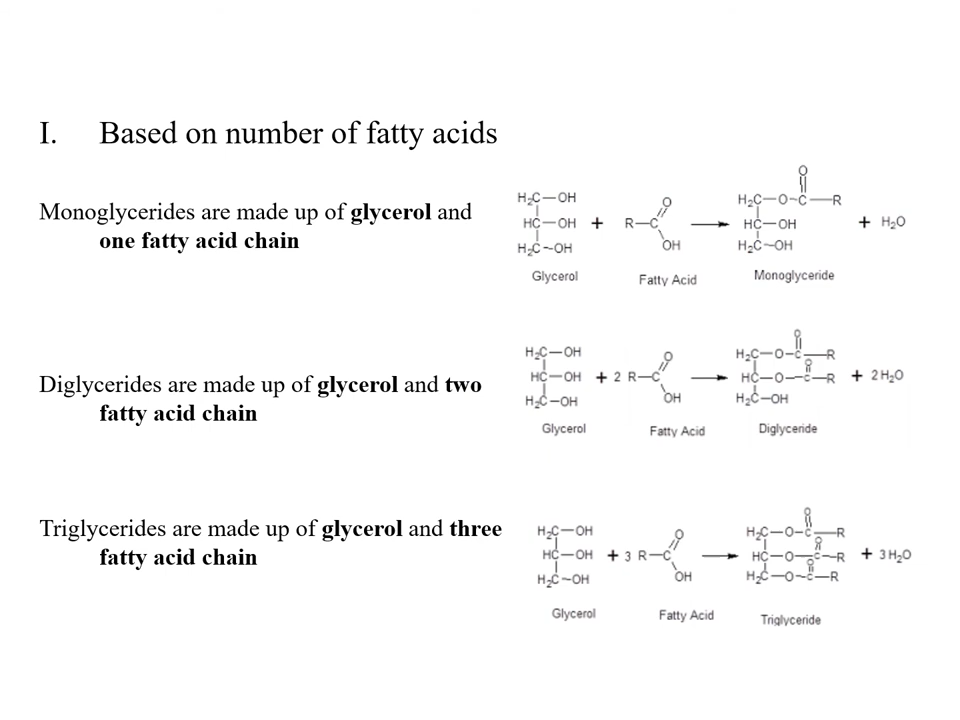 I. Based on number of fatty acids
Monoglycerides are made up of glycerol and
one fatty acid chain
H₂C—OH
HC—OH
H₂C~OH
Glycerol
+
O
R—C
OH
Fatty Acid
O
H₂C—O~C—R
HC—OH
H₂C~OH
Monoglyceride
+ H₂O
Diglycerides are made up of glycerol and two
fatty acid chain
H₂C—OH
HC—OH
H₂C—OH
Glycerol
+ 2
O
R—C
OH
Fatty Acid
O
H₂C—O—C—R
O
HC—O—C—R
H₂C—OH
Diglyceride
+ 2H₂O
Triglycerides are made up of glycerol and three
fatty acid chain
H₂C—OH
HC—OH
H₂C~OH
Glycerol
+ 3
O
R—C
OH
Fatty Acid
O
H₂C—O—C—R
O
HC—O—C—R
O
H₂C—O—C—R
Triglyceride
+ 3H₂O